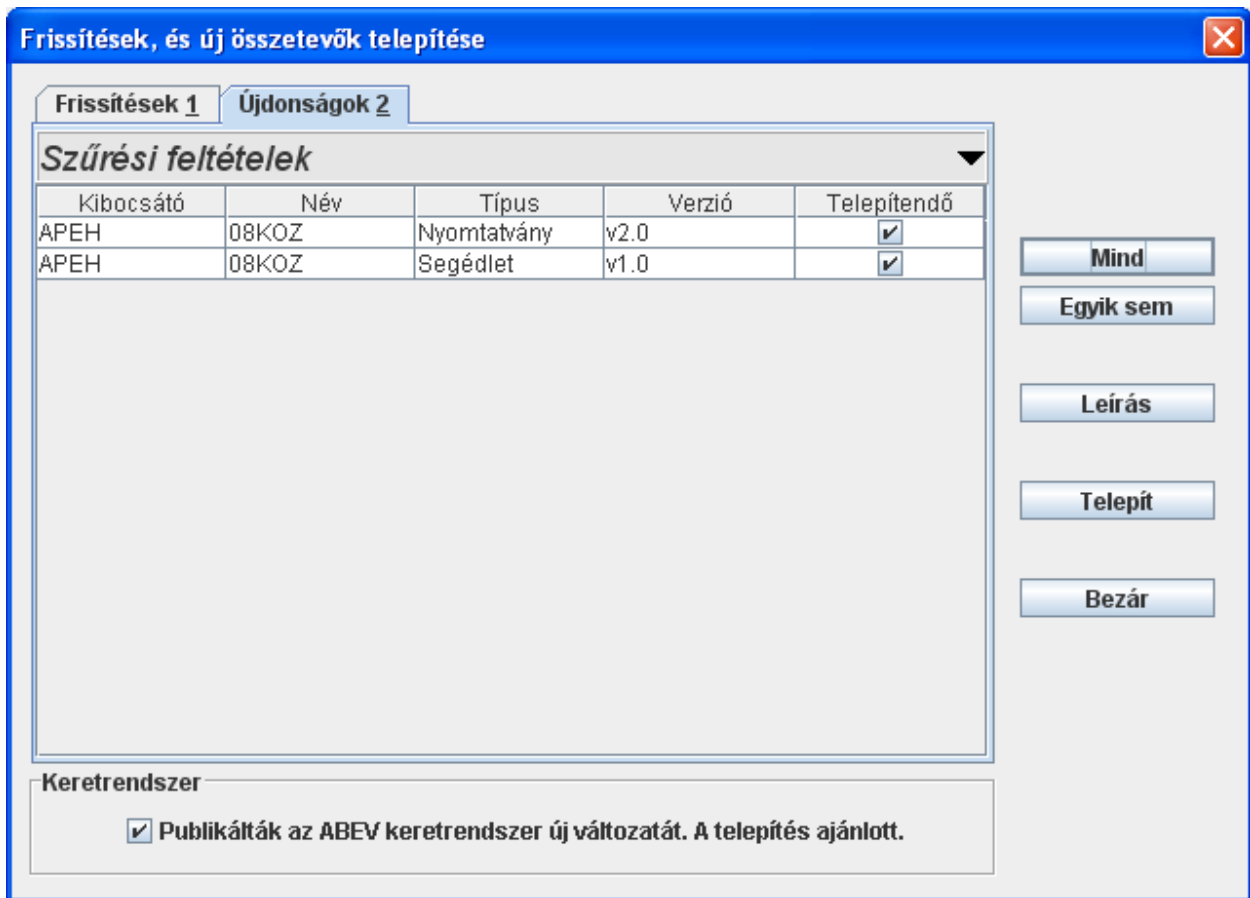 Frissítések, és új összetevők telepítése
Frissítések 1 Újdonságok 2
Szűrési feltételek
Kibocsátó Név Típus Verzió Telepítendő
APEH 08KOZ Nyomtatvány v2.0
APEH 08KOZ Segédlet v1.0
Mind
Egyik sem
Leírás
Telepít
Bezár
Keretrendszer
Publikálták az ABEV keretrendszer új változatát. A telepítés ajánlott.